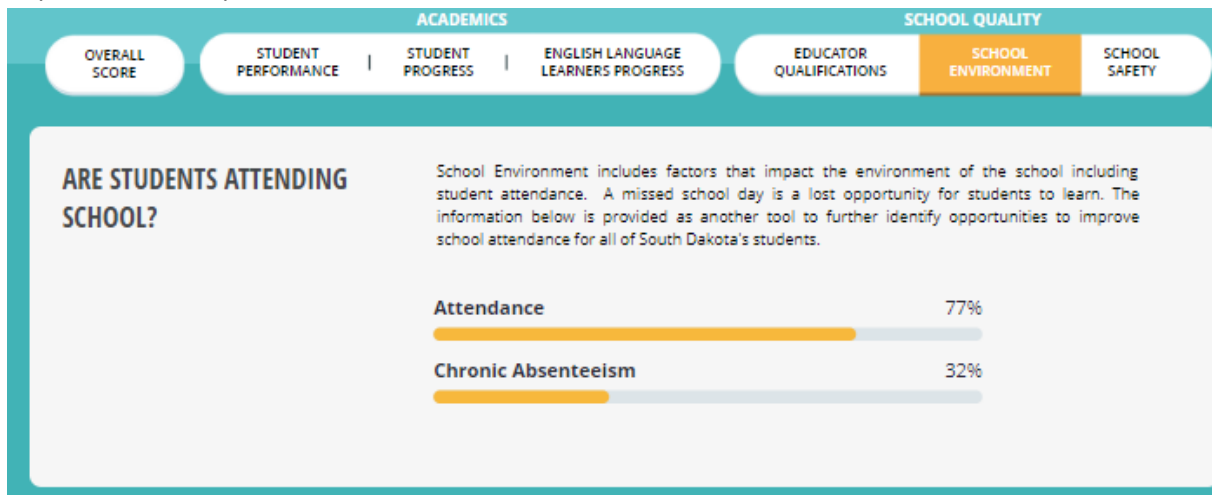 ACADEMICS
SCHOOL QUALITY
OVERALL
SCORE
STUDENT
PERFORMANCE
|
STUDENT
PROGRESS
|
ENGLISH LANGUAGE
LEARNERS PROGRESS
EDUCATOR
QUALIFICATIONS
SCHOOL
ENVIRONMENT
SCHOOL
SAFETY
ARE STUDENTS ATTENDING
SCHOOL?
School Environment includes factors that impact the environment of the school including
student attendance. A missed school day is a lost opportunity for students to learn. The
information below is provided as another tool to further identify opportunities to improve
school attendance for all of South Dakota's students.
Attendance 77%
Chronic Absenteeism 32%